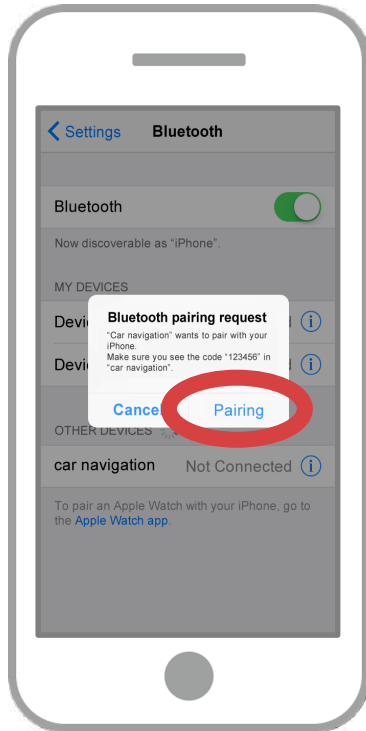 Settings Bluetooth
Bluetooth
Now discoverable as “iPhone”.
MY DEVICES
Bluetooth pairing request
“Car navigation” wants to pair with your
iPhone.
Make sure you see the code “123456” in
“car navigation”.
Pairing
OTHER DEVICES
car navigation Not Connected
To pair an Apple Watch with your iPhone, go to
the Apple Watch app.